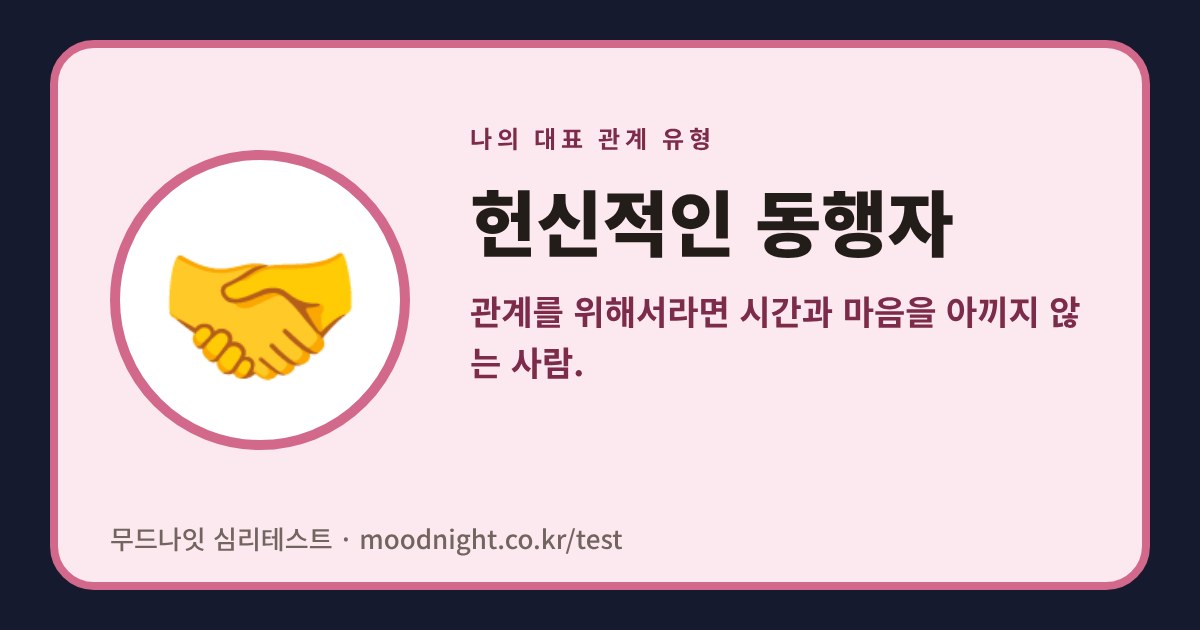 나의 대표 관계 유형
헌신적인 동행자
관계를 위해서라면 시간과 마음을 아끼지 않
는 사람.
무드나잇 심리테스트 · moodnight.co.kr/test